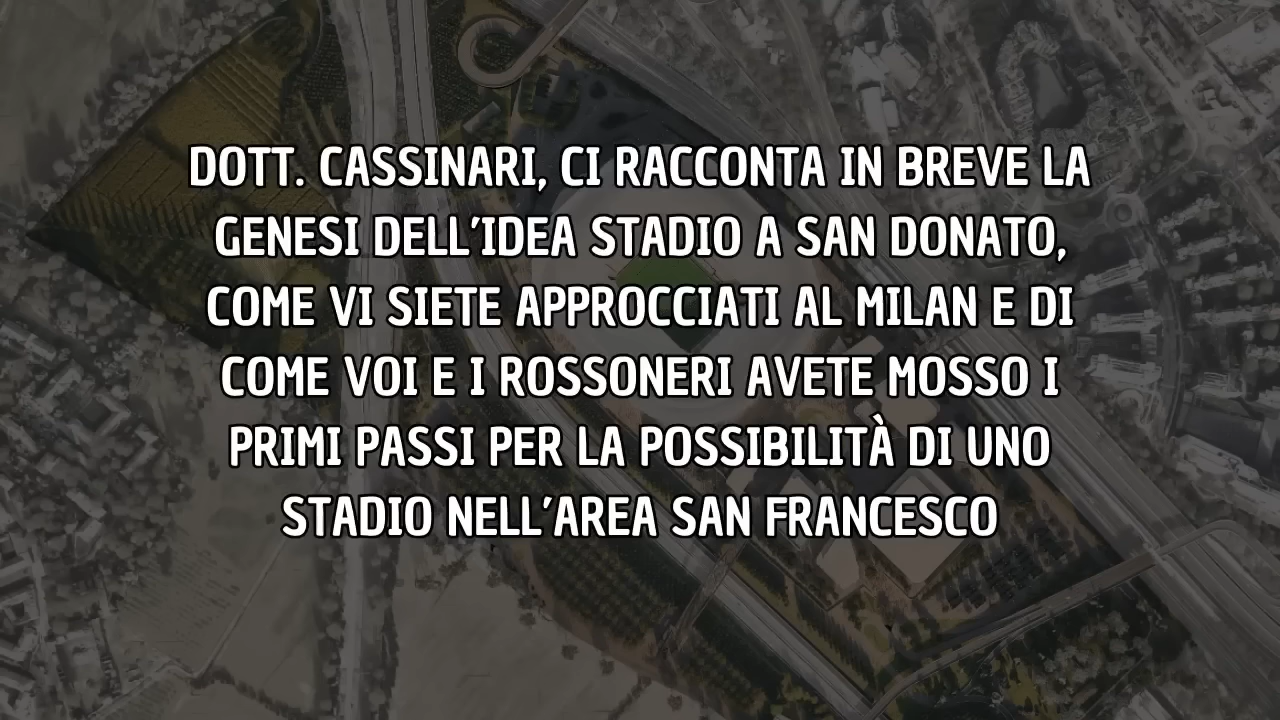 DOTT. CASSINARI, CI RACCONTA IN BREVE LA
GENESI DELL'IDEA STADIO A SAN DONATO,
COME VI SIETE APPROCCIATI AL MILAN E DI
COME VOI E I ROSSONERI AVETE MOSSO I
PRIMI PASSI PER LA POSSIBILITÀ DI UNO
STADIO NELL'AREA SAN FRANCESCO